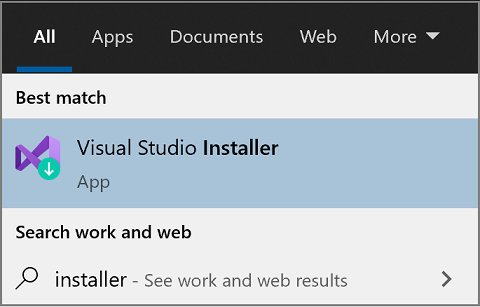 All Apps Documents Web More
Best match
Visual Studio Installer
App
Search work and web
installer - See work and web results